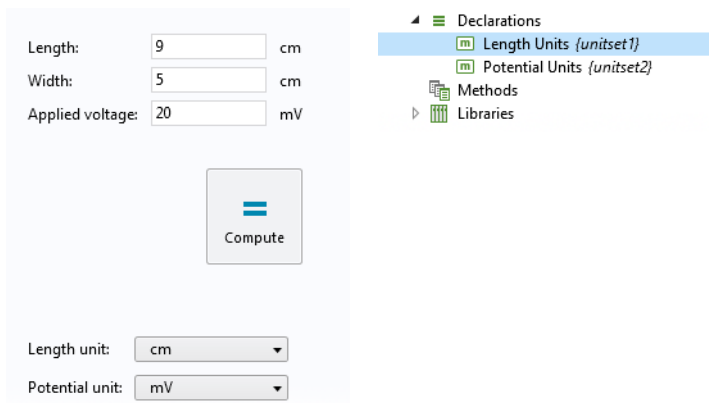 Length: 9 cm
Width: 5 cm
Applied voltage: 20 mV
Compute
Length unit: cm
Potential unit: mV
Declarations
Length Units {unitset1}
Potential Units {unitset2}
Methods
Libraries